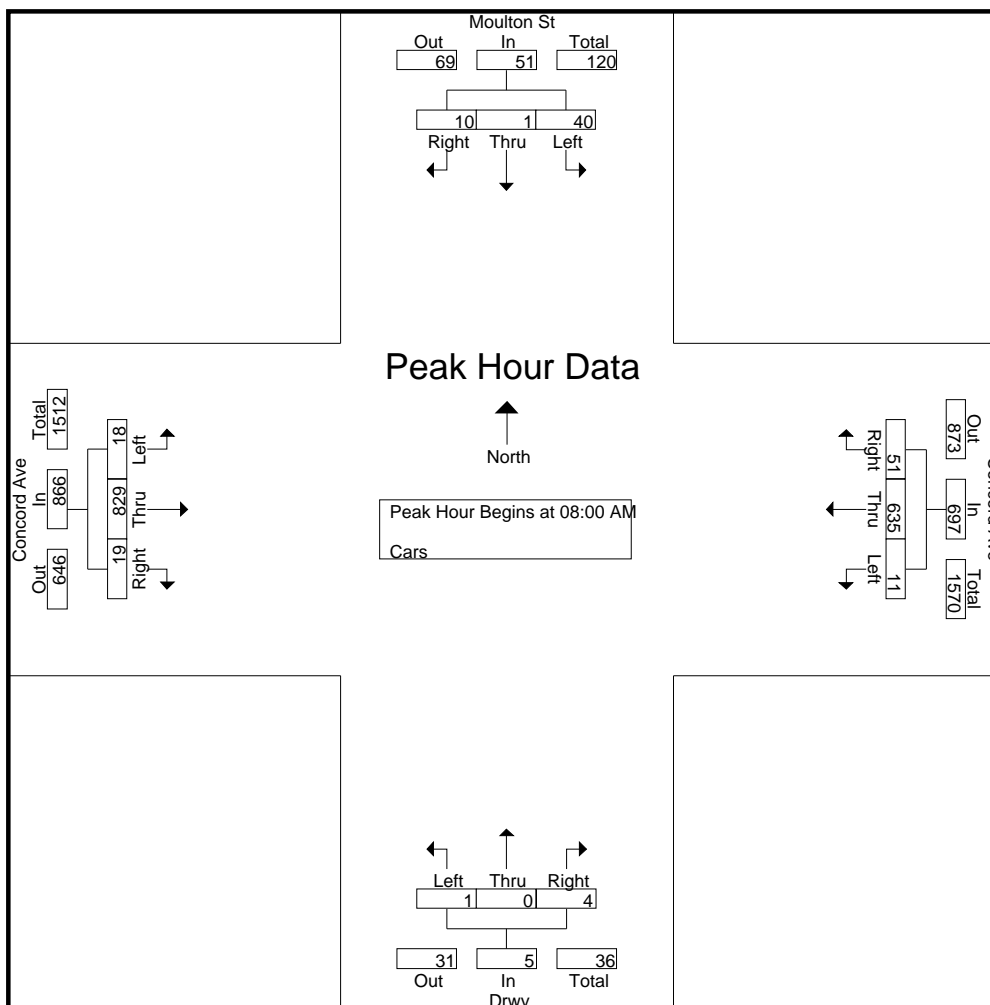 Moulton St
Out In Total
69 51 120
10 1 40
Right Thru Left
Peak Hour Data
North
Peak Hour Begins at 08:00 AM
Cars
Concord Ave
Out In Total
646 866 1512
18 829 19
Left Thru Right
Out In Total
873 697 1570
51 635 11
Right Thru Left
Left Thru Right
1 0 4
31 5 36
Out In Total
Drwy